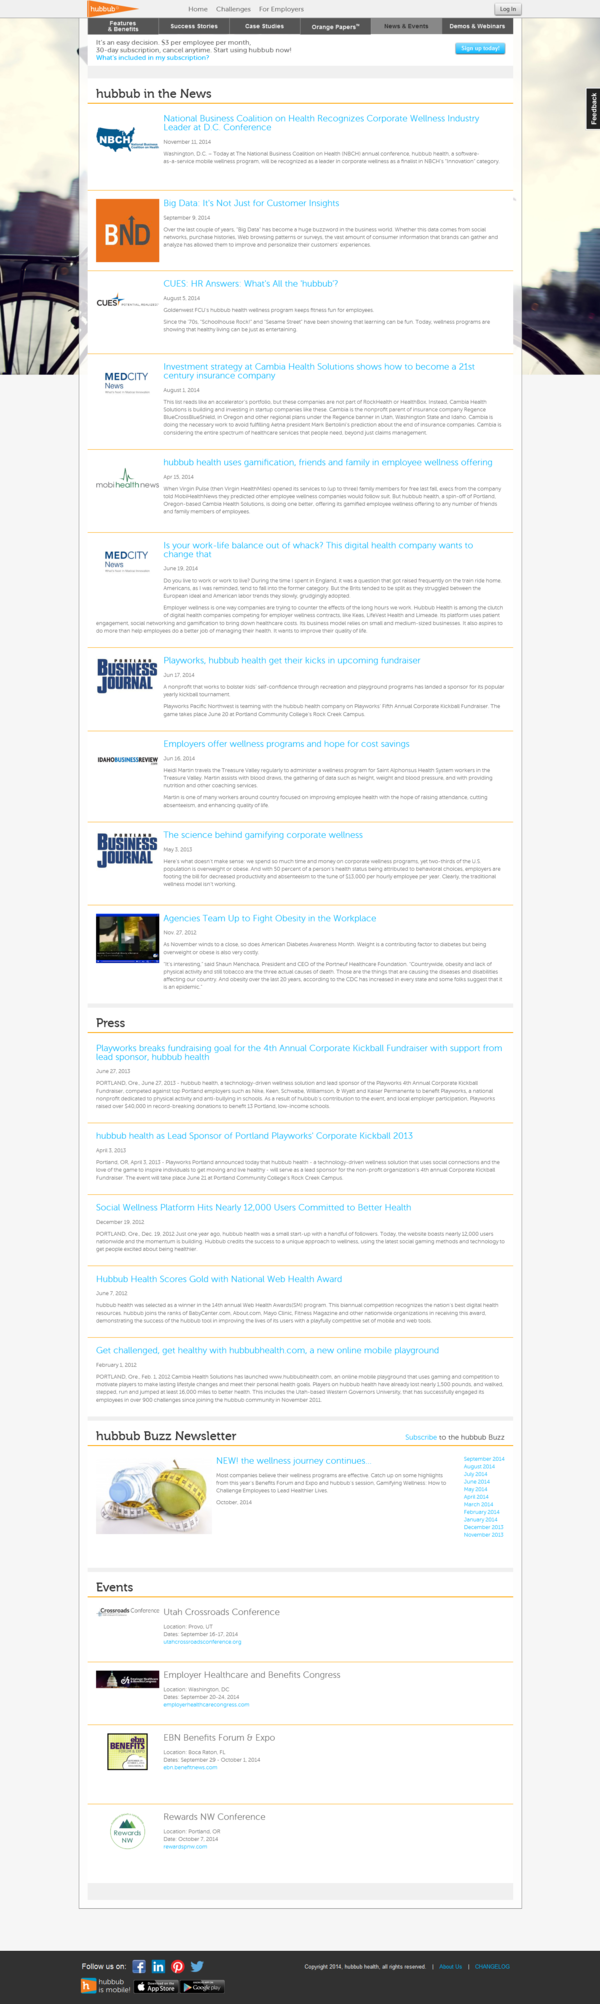 hubbub
Home Challenges For Employers
Log In
Features
& Benefits
Success Stories
Case Studies
Orange Papers™
News & Events
Demos & Webinars
It's an easy decision. $3 per employee per month,
30-day subscription, cancel anytime. Start using hubbub now!
What's included in my subscription?
Sign up today!
Feedback
hubbub in the News
NBCH
National Business Coalition on Health Recognizes Corporate Wellness Industry
Leader at D.C. Conference
November 11, 2014
Washington, D.C. – Today at The National Business Coalition on Health (NBCH) annual conference, hubbub health, a software-
as-a-service mobile wellness program, will be recognized as a leader in corporate wellness as a finalist in NBCH's "Innovation" category.
BND
Big Data: It's Not Just for Customer Insights
September 9, 2014
Over the last couple of years, "Big Data" has become a huge buzzword in the business world. Whether this data comes from social
networks, purchase histories, Web browsing patterns or surveys, the vast amount of consumer information that brands can gather and
analyze has allowed them to improve and personalize their customers' experiences.
CUES
CUES: HR Answers: What's All the 'hubbub'?
August 5, 2014
Goldenwest FCU's hubbub health wellness program keeps fitness fun for employees.
Since the '70s, "Schoolhouse Rock!" and "Sesame Street" have been showing that learning can be fun. Today, wellness programs are
showing that healthy living can be just as entertaining.
MEDCITY
News
Investment strategy at Cambia Health Solutions shows how to become a 21st
century insurance company
August 1, 2014
This list reads like an accelerator's portfolio, but these companies are not part of RockHealth or HealthBox. Instead, Cambia Health
Solutions is building and investing in startup companies like these. Cambia is the nonprofit parent of insurance company Regence
BlueCrossBlueShield, in Oregon and other regional plans under the Regence banner in Utah, Washington State and Idaho. Cambia is
doing the necessary work to avoid fulfilling Aetna president Mark Bertolini's prediction about the end of insurance companies. Cambia is
considering the entire spectrum of healthcare services that people need, beyond just claims management.
mobihealthnews
hubbub health uses gamification, friends and family in employee wellness offering
Apr 15, 2014
When Virgin Pulse (then Virgin HealthMiles) opened its services to (up to three) family members for free last fall, execs from the company
told MobiHealthNews they predicted other employee wellness companies would follow suit. But hubbub health, a spin-off of Portland,
Oregon-based Cambia Health Solutions, is doing one better, offering its gamified employee wellness offering to any number of friends
and family members of employees.
MEDCITY
News
Is your work-life balance out of whack? This digital health company wants to
change that
June 19, 2014
Do you live to work or work to live? During the time I spent in England, it was a question that got raised frequently on the train ride home.
Americans, as I was reminded, tend to fall into the former category. But the Brits tended to be split as they struggled between the
European ideal and American labor trends they slowly, grudgingly adopted.
Employer wellness is one way companies are trying to counter the effects of the long hours we work. Hubbub Health is among the clutch
of digital health companies competing for employer wellness contracts, like Keas, LifeYest Health and Limeade. Its platform uses patient
engagement, social networking and gamification to bring down healthcare costs. Its business model relies on small and medium-sized businesses. It also aspires to
do more than help employees do a better job of managing their health. It wants to improve their quality of life.
PORTLAND
BUSINESS
JOURNAL
Playworks, hubbub health get their kicks in upcoming fundraiser
Jun 17, 2014
A nonprofit that works to bolster kids' self-confidence through recreation and playground programs has landed a sponsor for its popular
yearly kickball tournament.
Playworks Pacific Northwest is teaming with the hubbub health company on Playworks' Fifth Annual Corporate Kickball Fundraiser. The
game takes place June 20 at Portland Community College's Rock Creek Campus.
IDAHOBUSINESSREVIEW
Employers offer wellness programs and hope for cost savings
Jun 16, 2014
Heidi Martin travels the Treasure Valley regularly to administer a wellness program for Saint Alphonsus Health System workers in the
Treasure Valley. Martin assists with blood draws, the gathering of data such as height, weight and blood pressure, and with providing
nutrition and other coaching services.
Martin is one of many workers around country focused on improving employee health with the hope of raising attendance, cutting
absenteeism, and enhancing quality of life.
PORTLAND
BUSINESS
JOURNAL
The science behind gamifying corporate wellness
May 3, 2013
Here's what doesn't make sense: we spend so much time and money on corporate wellness programs, yet two-thirds of the U.S.
population is overweight or obese. And with 50 percent of a person's health status being attributed to behavioral choices, employers are
footing the bill for decreased productivity and absenteeism to the tune of $13,000 per hourly employee per year. Clearly, the traditional
wellness model isn't working.
Agencies Team Up to Fight Obesity in the Workplace
Nov. 27, 2012
As November winds to a close, so does American Diabetes Awareness Month. Weight is a contributing factor to diabetes but being
overweight or obese is also very costly.
"It's interesting," said Shaun Menchaca, President and CEO of the Portneuf Healthcare Foundation. "Countrywide, obesity and lack of
physical activity and still tobacco are the three actual causes of death. Those are the things that are causing the diseases and disabilities
affecting our country. And obesity over the last 20 years, according to the CDC has increased in every state and some folks suggest that it
is an epidemic."
Press
Playworks breaks fundraising goal for the 4th Annual Corporate Kickball Fundraiser with support from
lead sponsor, hubbub health
June 27, 2013
PORTLAND, Ore., June 27, 2013 - hubbub health, a technology-driven wellness solution and lead sponsor of the Playworks 4th Annual Corporate Kickball
Fundraiser, competed against top Portland employers such as Nike, Keen, Schwabe, Williamson, & Wyatt and Kaiser Permanente to benefit Playworks, a national
nonprofit dedicated to physical activity and anti-bullying in schools. As a result of hubbub's contribution to the event, and local employer participation, Playworks
raised over $40,000 in record-breaking donations to benefit 13 Portland, low-income schools.
hubbub health as Lead Sponsor of Portland Playworks' Corporate Kickball 2013
April 3, 2013
Portland, OR, April 3, 2013 - Playworks Portland announced today that hubbub health - a technology-driven wellness solution that uses social connections and the
love of the game to inspire individuals to get moving and live healthy - will serve as a lead sponsor for the non-profit organization's 4th annual Corporate Kickball
Fundraiser. The event will take place June 21 at Portland Community College's Rock Creek Campus.
Social Wellness Platform Hits Nearly 12,000 Users Committed to Better Health
December 19, 2012
PORTLAND, Ore., Dec. 19, 2012 Just one year ago, hubbub was a small start-up with a handful of followers. Today, the website boasts nearly 12,000 users
nationwide and the momentum is building. Hubbub credits the success to a unique approach to wellness, using the latest social gaming methods and technology to
get people excited about being healthier.
Hubbub Health Scores Gold with National Web Health Award
June 7, 2012
hubbub health was selected as a winner in the 14th annual Web Health Awards(SM) program. This biannual competition recognizes the nation's best digital health
resources. hubbub joins the ranks of BabyCenter.com, About.com, Mayo Clinic, Fitness Magazine and other nationwide organizations in receiving this award,
demonstrating the success of the hubbub tool in improving the lives of its users with a playfully competitive set of mobile and web tools.
Get challenged, get healthy with hubbubhealth.com, a new online mobile playground
February 1, 2012
PORTLAND, Ore., Feb. 1, 2012 Cambia Health Solutions has launched www.hubbubhealth.com, an online mobile playground that uses gaming and competition to
motivate players to make lasting lifestyle changes and meet their personal health goals. Players on hubbub health have already lost nearly 1,500 pounds, and walked,
stepped, run and jumped at least 16,000 miles to better health. This includes the Utah-based Western Governors University, that has successfully engaged its
employees in over 900 challenges since joining the hubbub community in November 2011.
hubbub Buzz Newsletter
Subscribe to the hubbub Buzz
NEW! the wellness journey continues...
Most companies believe their wellness programs are effective. Catch up on some highlights
from this year's Benefits Forum and Expo and hubbub's session, Gamifying Wellness: How to
Challenge Employees to Lead Healthier Lives.
October, 2014
September 2014
August 2014
July 2014
June 2014
May 2014
April 2014
March 2014
February 2014
January 2014
December 2013
November 2013
Events
Crossroads Conference
Utah Crossroads Conference
Location: Provo, UT
Dates: September 16-17, 2014
utahcrossroadsconference.org
Employer Healthcare and Benefits Congress
Location: Washington, DC
Dates: September 20-24, 2014
employerhealthcarecongress.com
ebn
BENEFITS
FORUM & EXPO
EBN Benefits Forum & Expo
Location: Boca Raton, FL
Dates: September 29 - October 1, 2014
ebn.benefitnews.com
Rewards
NW
Rewards NW Conference
Location: Portland, OR
Date: October 7, 2014
rewardsnw.com
Follow us on:
hubbub
is mobile!
App Store
Google play
Copyright 2014, hubbub health, all rights reserved. | About Us | CHANGELOG